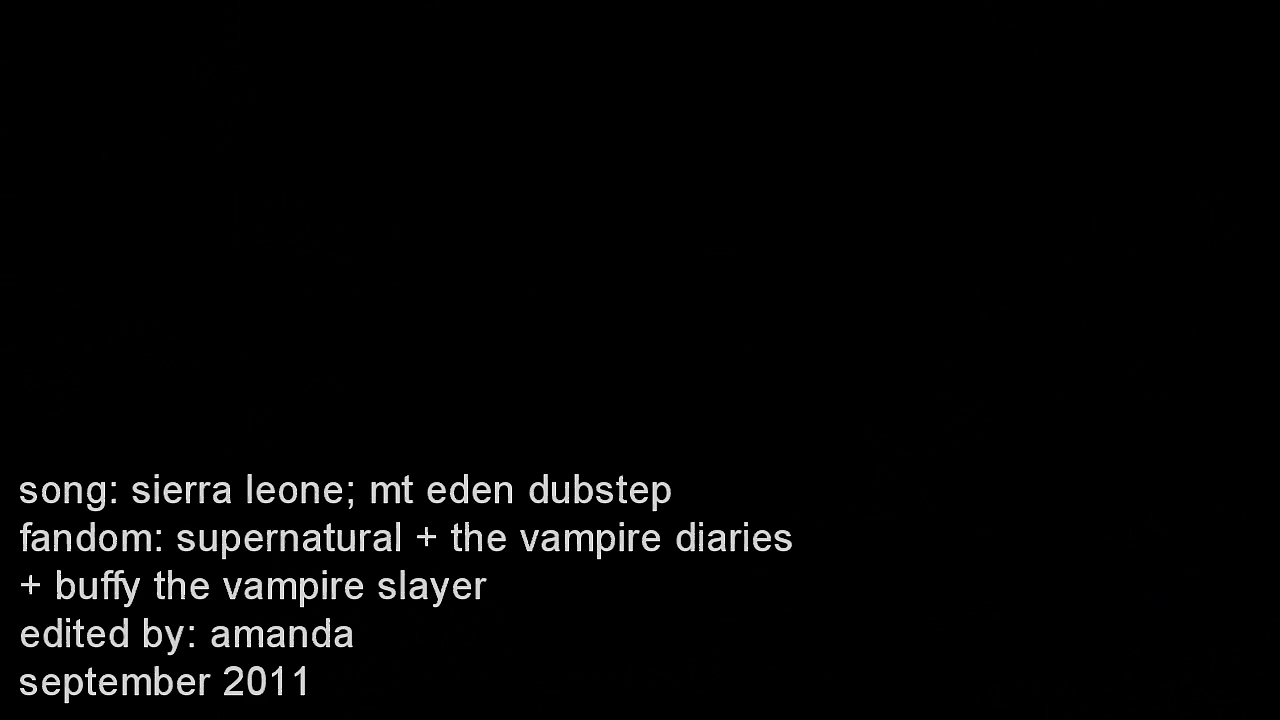 song: sierra leone; mt eden dubstep
fandom: supernatural + the vampire diaries
+ buffy the vampire slayer
edited by: amanda
september 2011